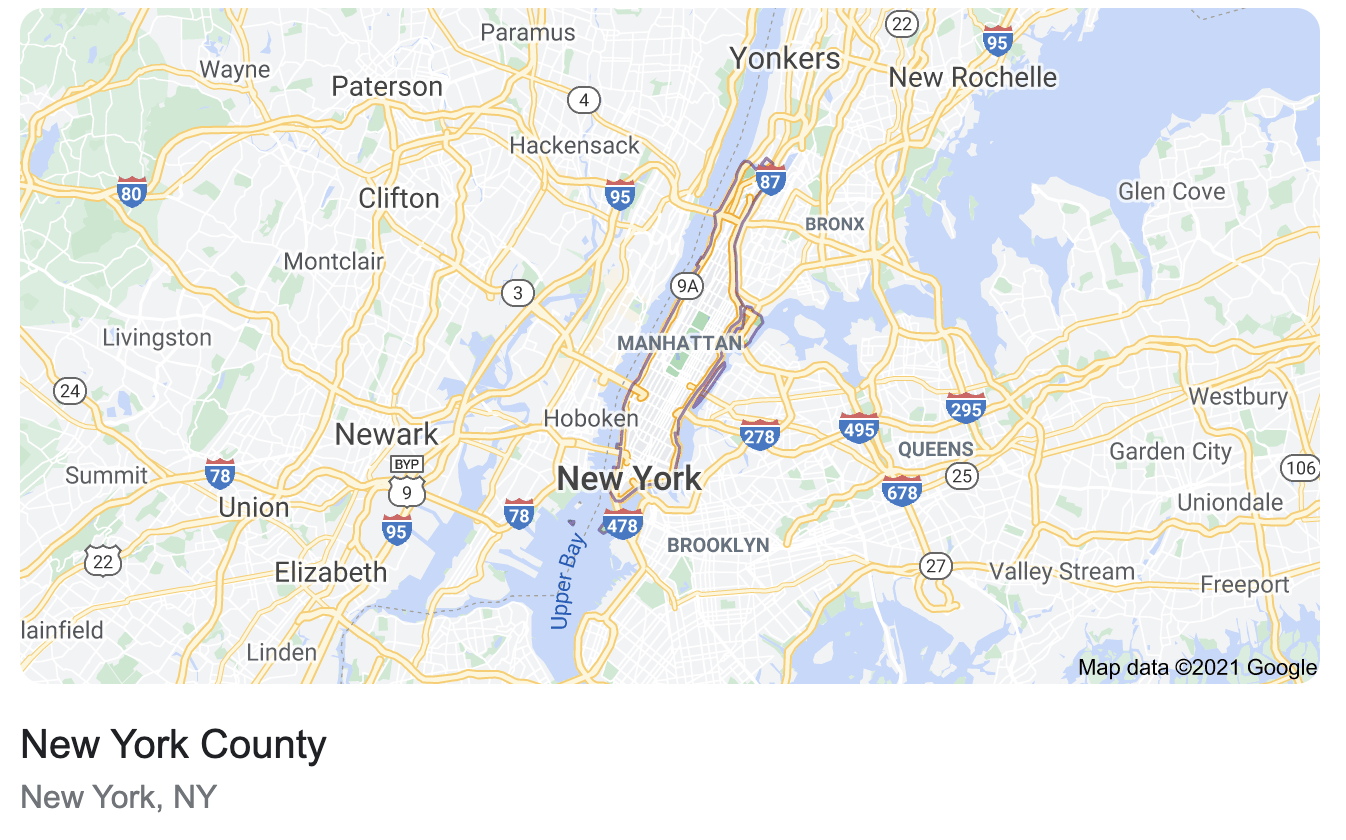 Paramus
22
95
Yonkers
Wayne
New Rochelle
Paterson
4
Hackensack
87
80
95
Glen Cove
Clifton
BRONX
Montclair
9A
3
Livingston
MANHATTAN
24
Westbury
295
Hoboken
278
495
Newark
QUEENS
Garden City
BYP
9
106
Summit
78
25
New York
678
Uniondale
Union
78
478
95
BROOKLYN
22
27
Valley Stream
Elizabeth
Upper Bay
Freeport
lainfield
Linden
Map data ©2021 Google
New York County
New York, NY